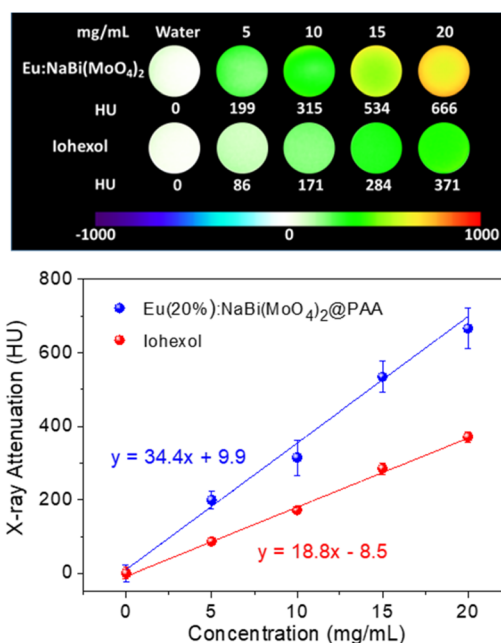 mg/mL Water 5 10 15 20
Eu:NaBi(MoO₄)₂
HU 0 199 315 534 666
Iohexol
HU 0 86 171 284 371
-1000 0 1000
800
Eu(20%):NaBi(MoO₄)₂@PAA
Iohexol
600
X-ray Attenuation (HU)
400
y = 34.4x + 9.9
200
y = 18.8x - 8.5
0
0 5 10 15 20
Concentration (mg/mL)